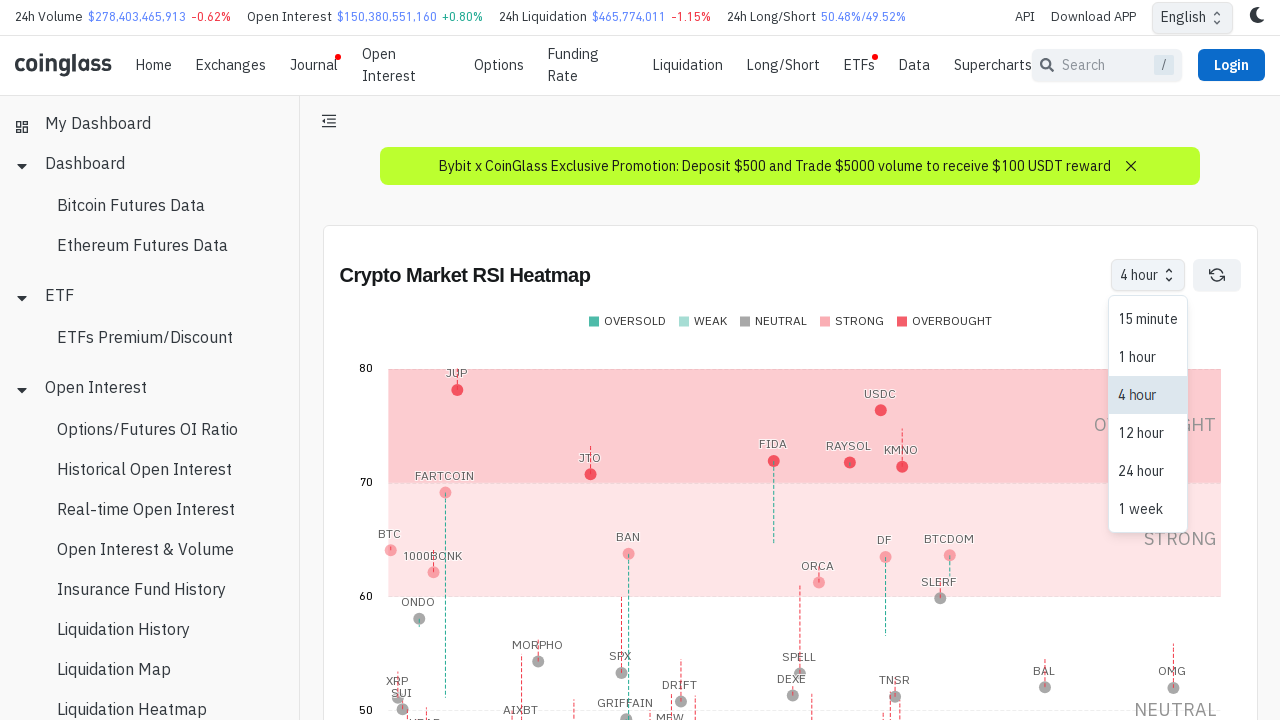 24h Volume $278,403,465,913 -0.62% Open Interest $150,380,551,160 +0.80% 24h Liquidation $465,774,011 -1.15% 24h Long/Short 50.48%/49.52% API Download APP English
coinglass Home Exchanges Journal Open Interest Options Funding Rate Liquidation Long/Short ETFs Data Supercharts Search / Login
My Dashboard
Dashboard
Bitcoin Futures Data
Ethereum Futures Data
ETF
ETFs Premium/Discount
Open Interest
Options/Futures OI Ratio
Historical Open Interest
Real-time Open Interest
Open Interest & Volume
Insurance Fund History
Liquidation History
Liquidation Map
Liquidation Heatmap
Bybit x CoinGlass Exclusive Promotion: Deposit $500 and Trade $5000 volume to receive $100 USDT reward
Crypto Market RSI Heatmap
4 hour
15 minute
1 hour
4 hour
12 hour
24 hour
1 week
OVERSOLD WEAK NEUTRAL STRONG OVERBOUGHT
80
JUP
USDC
FIDA
RAYSOL
KMNO
JTO
FARTCOIN
70
BTC
BAN
DF
BTCDOM
1000BONK
ORCA
SLERF
STRONG
60
ONDO
MORPHO
SPX
SPELL
XRP
DEXE
TNSR
BAL
OMG
SUI
DRIFT
GRIFFAIN
AIXBT
50
NEUTRAL